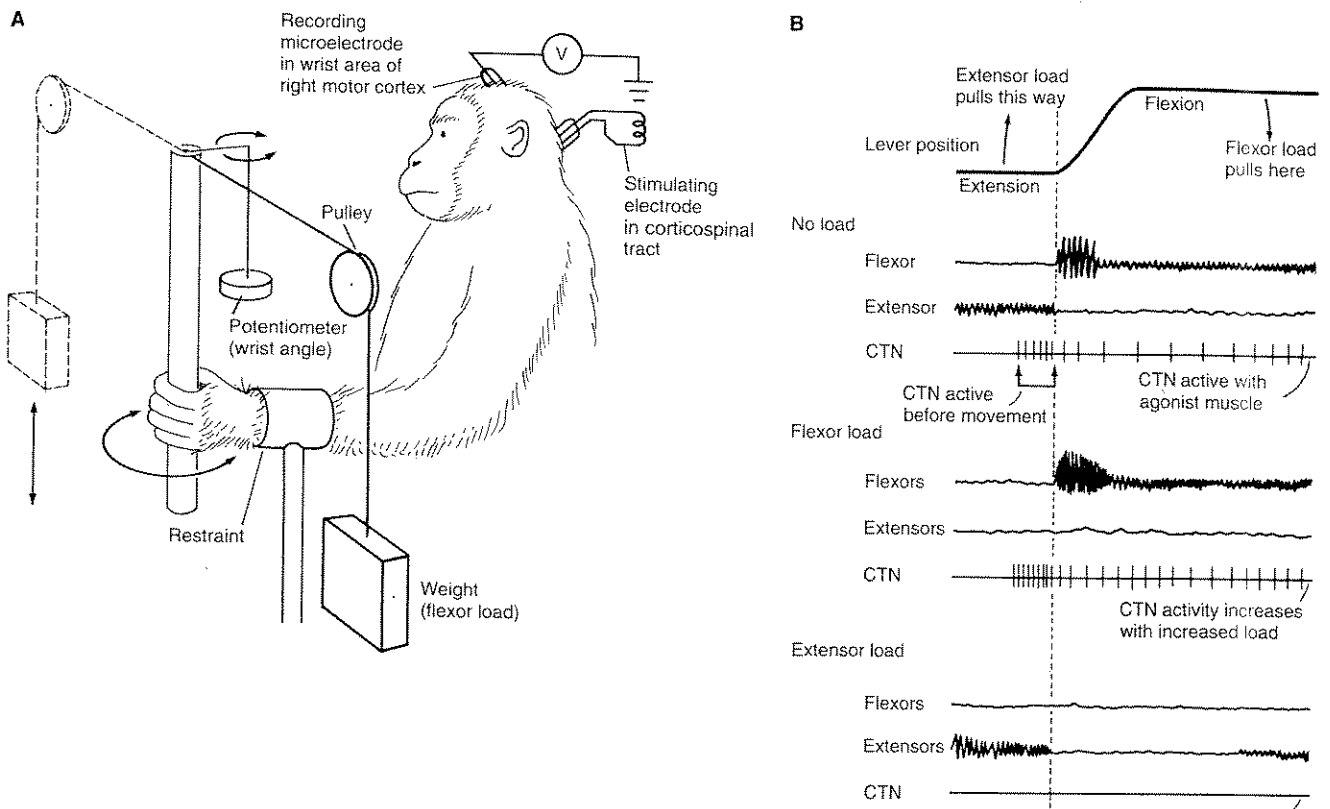 A
Recording
microelectrode
in wrist area of
right motor cortex
V
Stimulating
electrode
in corticospinal
tract
Pulley
Potentiometer
(wrist angle)
Restraint
Weight
(flexor load)
B
Extensor load
pulls this way
Flexion
Lever position
Flexor load
pulls here
Extension
No load
Flexor
Extensor
CTN
CTN active
before movement
CTN active with
agonist muscle
Flexor load
Flexors
Extensors
CTN
CTN activity increases
with increased load
Extensor load
Flexors
Extensors
CTN